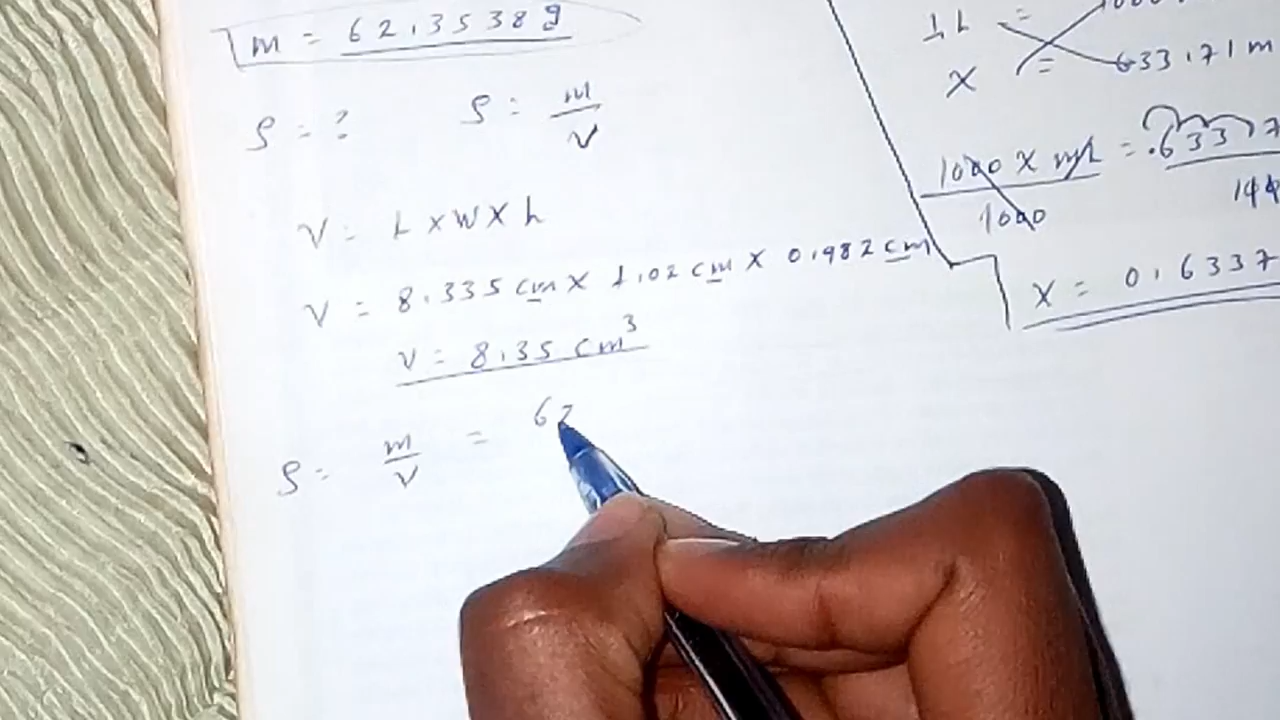 m = 62.3538g
ρ = ? ρ = m/v
V = L x W x h
V = 8.335 cm x 1.02 cm x 0.982 cm
V = 8.35 cm³
ρ = m/v = 62
1L =
X = 633.71 m
1000 X mL/1000 = .6337
X = 0.6337